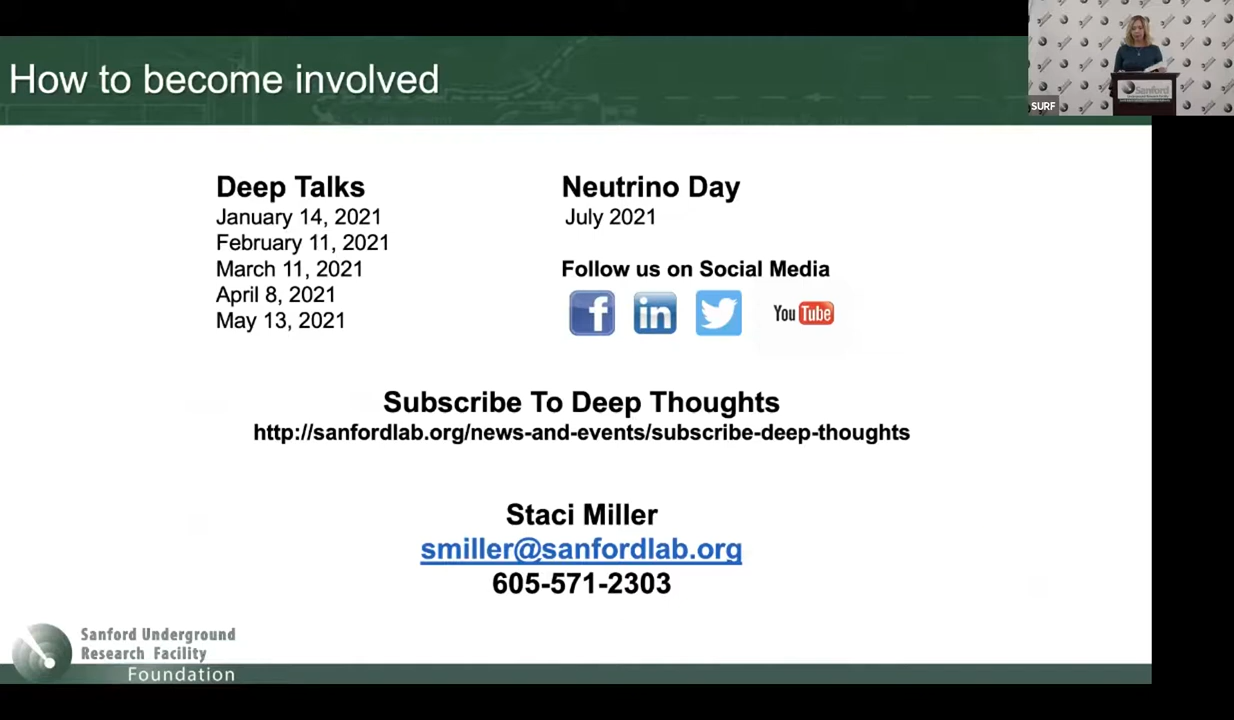 How to become involved
Deep Talks
January 14, 2021
February 11, 2021
March 11, 2021
April 8, 2021
May 13, 2021
Neutrino Day
July 2021
Follow us on Social Media
f
in
You Tube
Subscribe To Deep Thoughts
http://sanfordlab.org/news-and-events/subscribe-deep-thoughts
Staci Miller
smiller@sanfordlab.org
605-571-2303
Sanford Underground
Research Facility
Foundation
SURF
Sanford